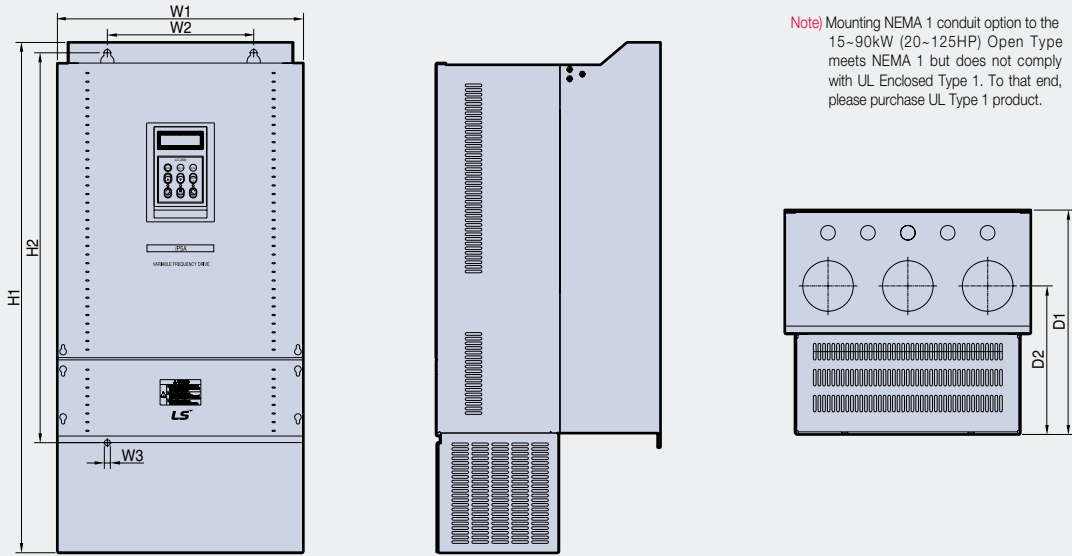 W1
W2
Note) Mounting NEMA 1 conduit option to the
15~90kW (20~125HP) Open Type
meets NEMA 1 but does not comply
with UL Enclosed Type 1. To that end,
please purchase UL Type 1 product.
H2
H1
iP5A
VARIABLE FREQUENCY DRIVE
D1
D2
LS
W3